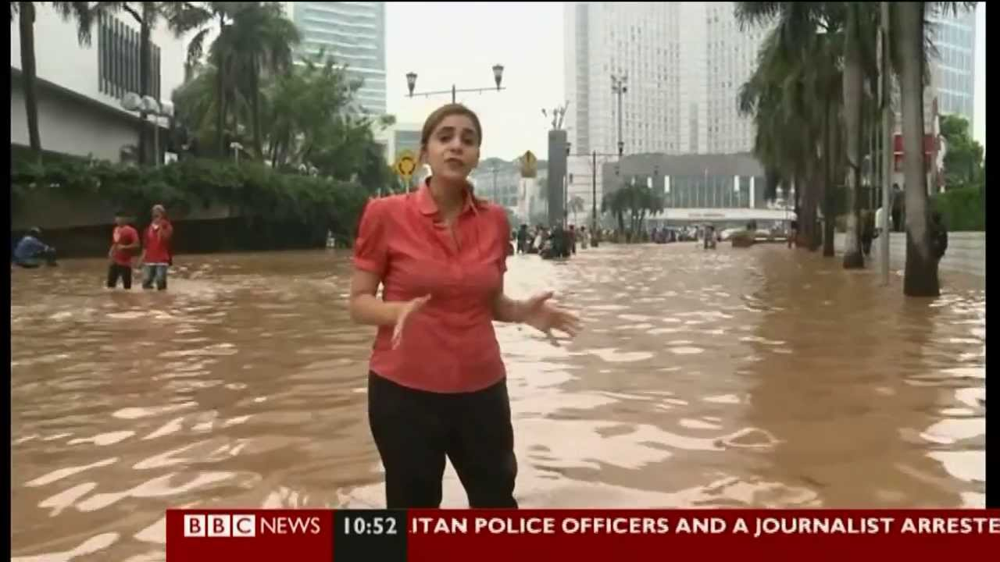 BBC NEWS 10:52 ITAN POLICE OFFICERS AND A JOURNALIST ARRESTE